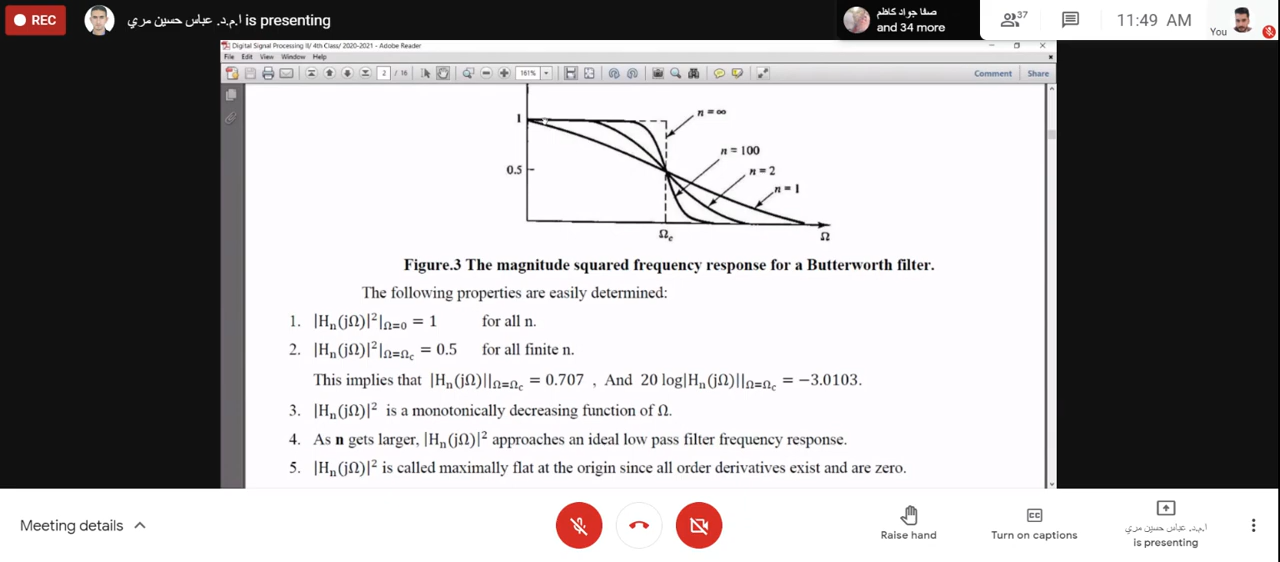 REC
ا.م.د. عباس حسين مري is presenting
صفا جواد كاظم
and 34 more
37
11:49 AM
You
Digital Signal Processing II/ 4th Class/ 2020-2021 - Adobe Reader
File Edit View Window Help
2 / 16
161%
Comment Share
1
0.5
n = ∞
n = 100
n = 2
n = 1
Ωc
Ω
Figure.3 The magnitude squared frequency response for a Butterworth filter.
The following properties are easily determined:
1. |Hn(jΩ)|²|Ω=0 = 1 for all n.
2. |Hn(jΩ)|²|Ω=Ωc = 0.5 for all finite n.
This implies that |Hn(jΩ)||Ω=Ωc = 0.707 , And 20 log|Hn(jΩ)||Ω=Ωc = −3.0103.
3. |Hn(jΩ)|² is a monotonically decreasing function of Ω.
4. As n gets larger, |Hn(jΩ)|² approaches an ideal low pass filter frequency response.
5. |Hn(jΩ)|² is called maximally flat at the origin since all order derivatives exist and are zero.
Meeting details
Raise hand
CC
Turn on captions
ا.م.د. عباس حسين مري
is presenting